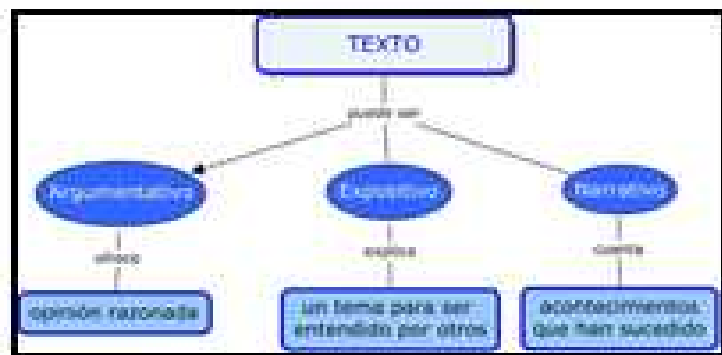 TEXTO
puede ser
Argumentativo
Expositivo
Narrativo
ofrece
explica
cuenta
opinión razonada
un tema para ser
entendido por otros
acontecimientos
que han sucedido